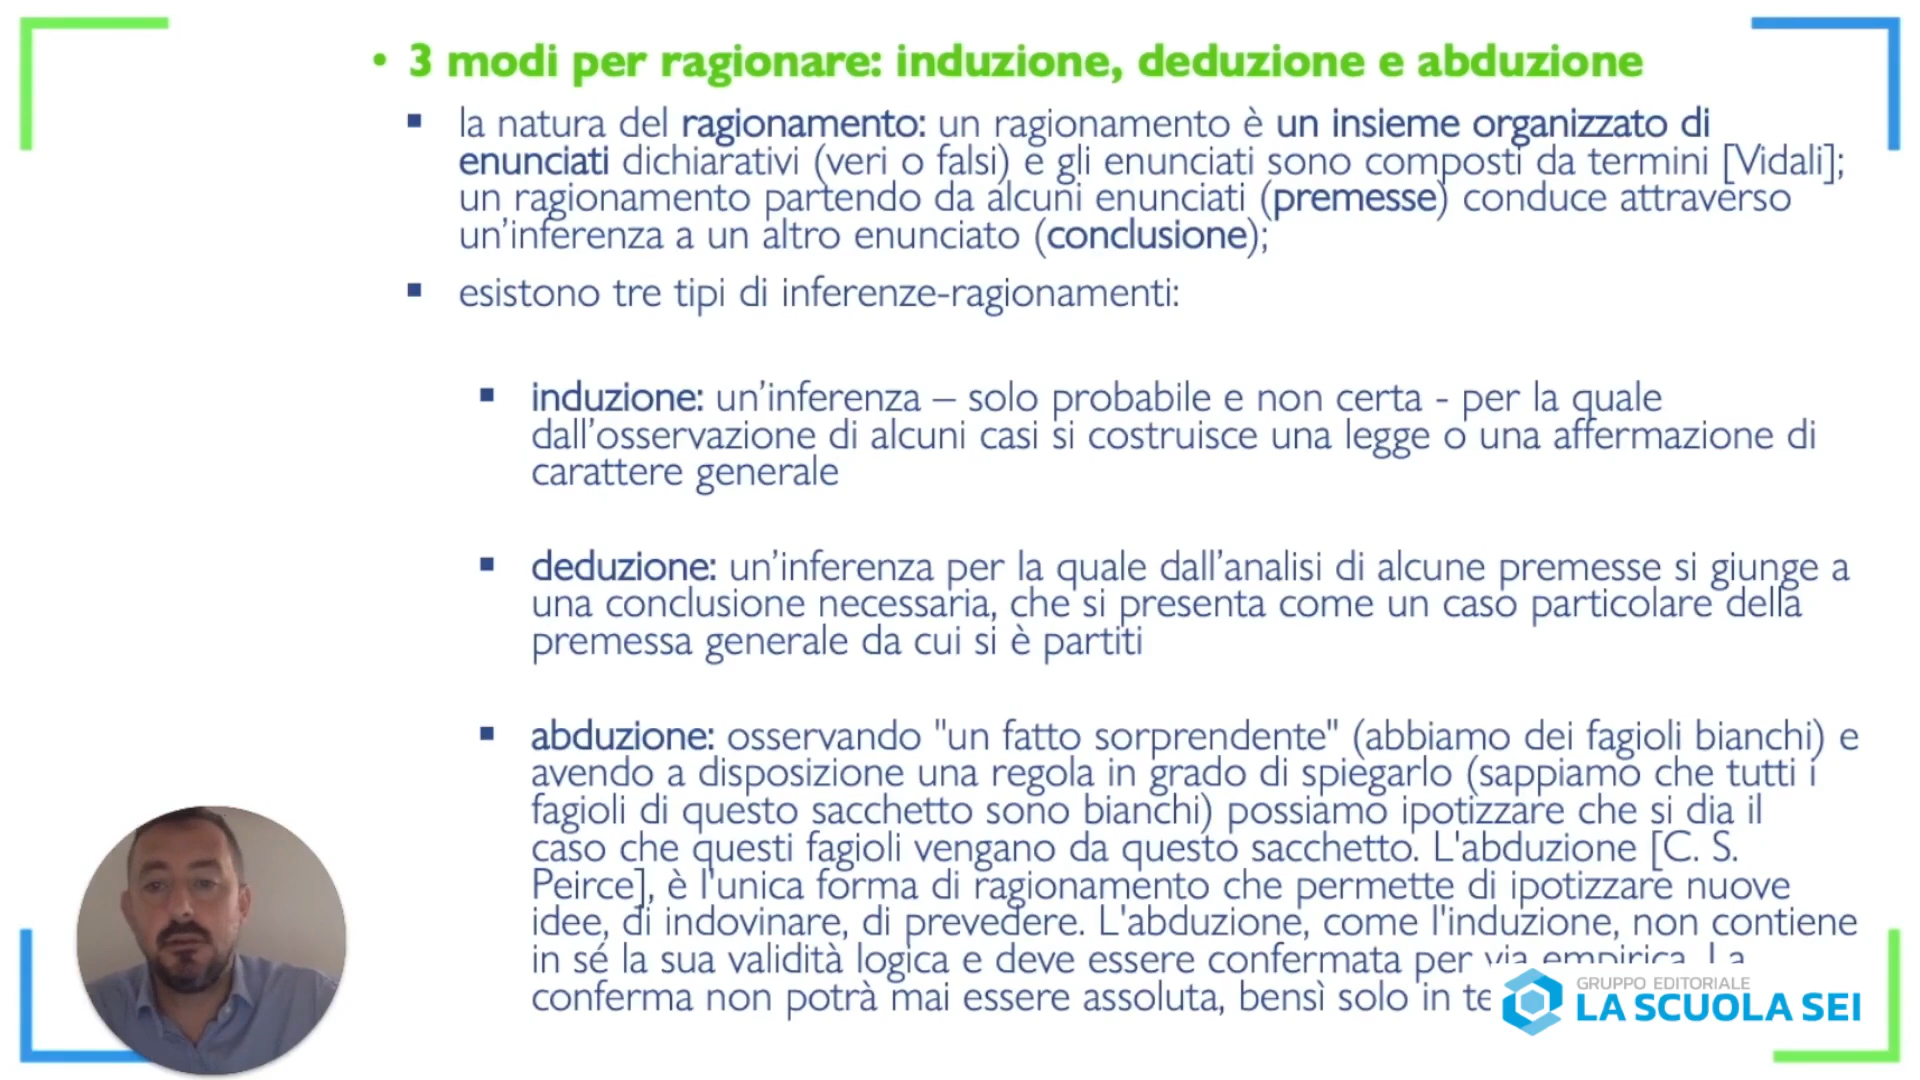 • 3 modi per ragionare: induzione, deduzione e abduzione
▪ la natura del ragionamento: un ragionamento è un insieme organizzato di
enunciati dichiarativi (veri o falsi) e gli enunciati sono composti da termini [Vidali];
un ragionamento partendo da alcuni enunciati (premesse) conduce attraverso
un’inferenza a un altro enunciato (conclusione);
▪ esistono tre tipi di inferenze-ragionamenti:
▪ induzione: un’inferenza – solo probabile e non certa - per la quale
dall’osservazione di alcuni casi si costruisce una legge o una affermazione di
carattere generale
▪ deduzione: un’inferenza per la quale dall’analisi di alcune premesse si giunge a
una conclusione necessaria, che si presenta come un caso particolare della
premessa generale da cui si è partiti
▪ abduzione: osservando "un fatto sorprendente" (abbiamo dei fagioli bianchi) e
avendo a disposizione una regola in grado di spiegarlo (sappiamo che tutti i
fagioli di questo sacchetto sono bianchi) possiamo ipotizzare che si dia il
caso che questi fagioli vengano da questo sacchetto. L'abduzione [C. S.
Peirce], è l'unica forma di ragionamento che permette di ipotizzare nuove
idee, di indovinare, di prevedere. L'abduzione, come l'induzione, non contiene
in sé la sua validità logica e deve essere confermata per via empirica. La
conferma non potrà mai essere assoluta, bensì solo in te
GRUPPO EDITORIALE
LA SCUOLA SEI